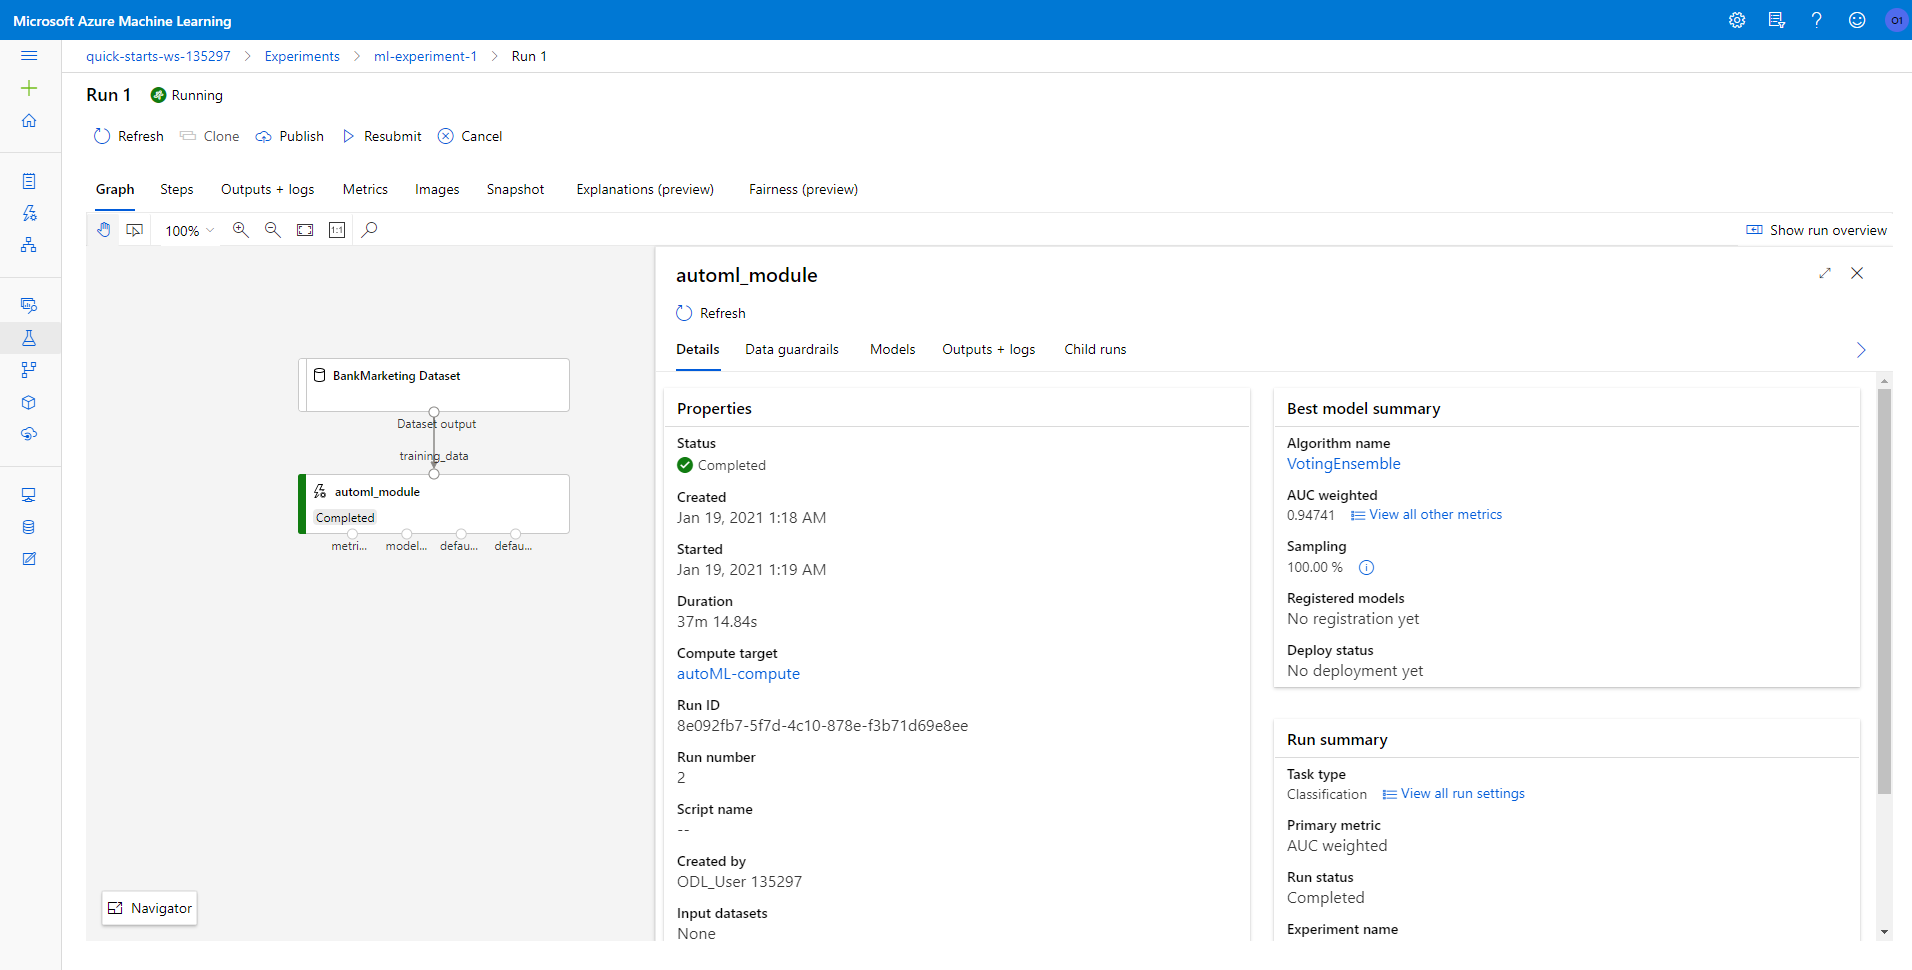 Microsoft Azure Machine Learning
O1
quick-starts-ws-135297 > Experiments > ml-experiment-1 > Run 1
Run 1 Running
Refresh Clone Publish Resubmit Cancel
Graph Steps Outputs + logs Metrics Images Snapshot Explanations (preview) Fairness (preview)
100% 1:1 Show run overview
BankMarketing Dataset
Dataset output
training_data
automl_module
Completed
metri... model... defau... defau...
Navigator
automl_module
Refresh
Details Data guardrails Models Outputs + logs Child runs
Properties
Status
Completed
Created
Jan 19, 2021 1:18 AM
Started
Jan 19, 2021 1:19 AM
Duration
37m 14.84s
Compute target
autoML-compute
Run ID
8e092fb7-5f7d-4c10-878e-f3b71d69e8ee
Run number
2
Script name
--
Created by
ODL_User 135297
Input datasets
None
Best model summary
Algorithm name
VotingEnsemble
AUC weighted
0.94741 View all other metrics
Sampling
100.00 %
Registered models
No registration yet
Deploy status
No deployment yet
Run summary
Task type
Classification View all run settings
Primary metric
AUC weighted
Run status
Completed
Experiment name